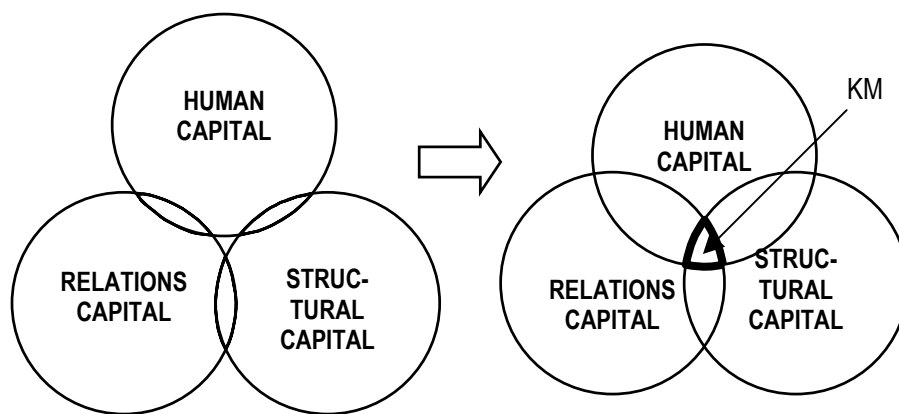 HUMAN
CAPITAL
RELATIONS
CAPITAL
STRUC-
TURAL
CAPITAL
KM
HUMAN
CAPITAL
RELATIONS
CAPITAL
STRUC-
TURAL
CAPITAL